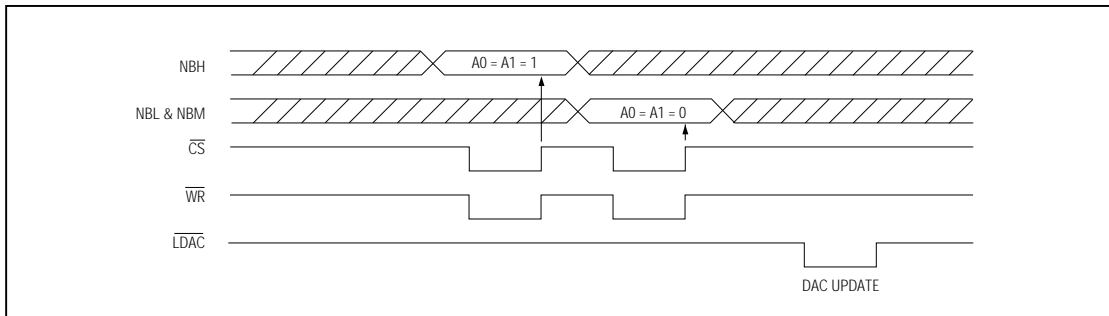 NBH
A0 = A1 = 1
NBL & NBM
A0 = A1 = 0
CS
WR
LDAC
DAC UPDATE